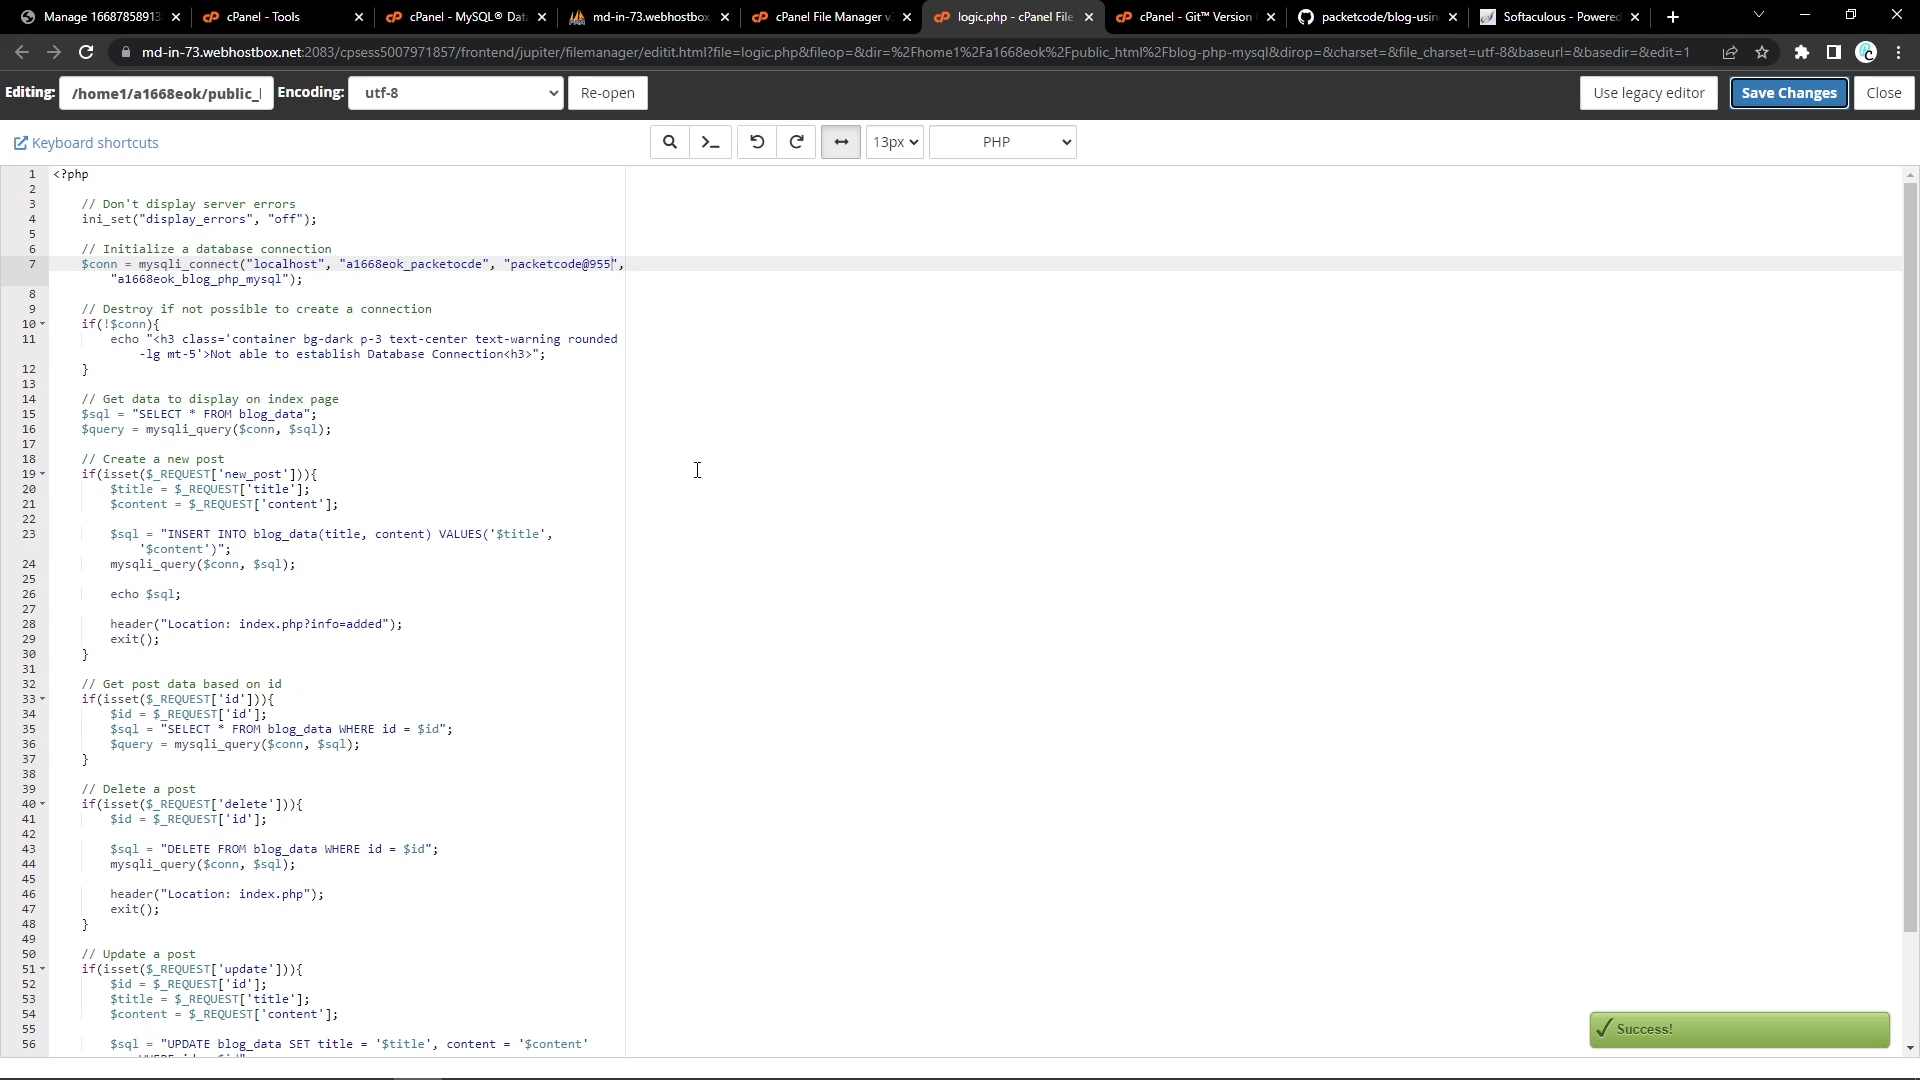 Manage 16687858913
cPanel - Tools
cPanel - MySQL® Dat
md-in-73.webhostbox.
cPanel File Manager v
logic.php - cPanel File
cPanel - Git™ Version
packetcode/blog-usin
Softaculous - Powered
md-in-73.webhostbox.net:2083/cpsess5007971857/frontend/jupiter/filemanager/editit.html?file=logic.php&fileop=&dir=%2Fhome1%2Fa1668eok%2Fpublic_html%2Fblog-php-mysql&dirop=&charset=&file_charset=utf-8&baseurl=&basedir=&edit=1
Editing: /home1/a1668eok/public_l Encoding: utf-8 Re-open Use legacy editor Save Changes Close
Keyboard shortcuts 13px PHP
1 <?php
2
3 // Don't display server errors
4 ini_set("display_errors", "off");
5
6 // Initialize a database connection
7 $conn = mysqli_connect("localhost", "a1668eok_packetocde", "packetcode@955",
"a1668eok_blog_php_mysql");
8
9 // Destroy if not possible to create a connection
10 if(!$conn){
11 echo "<h3 class='container bg-dark p-3 text-center text-warning rounded
-lg mt-5'>Not able to establish Database Connection<h3>";
12 }
13
14 // Get data to display on index page
15 $sql = "SELECT * FROM blog_data";
16 $query = mysqli_query($conn, $sql);
17
18 // Create a new post
19 if(isset($_REQUEST['new_post'])){
20 $title = $_REQUEST['title'];
21 $content = $_REQUEST['content'];
22
23 $sql = "INSERT INTO blog_data(title, content) VALUES('$title',
'$content')";
24 mysqli_query($conn, $sql);
25
26 echo $sql;
27
28 header("Location: index.php?info=added");
29 exit();
30 }
31
32 // Get post data based on id
33 if(isset($_REQUEST['id'])){
34 $id = $_REQUEST['id'];
35 $sql = "SELECT * FROM blog_data WHERE id = $id";
36 $query = mysqli_query($conn, $sql);
37 }
38
39 // Delete a post
40 if(isset($_REQUEST['delete'])){
41 $id = $_REQUEST['id'];
42
43 $sql = "DELETE FROM blog_data WHERE id = $id";
44 mysqli_query($conn, $sql);
45
46 header("Location: index.php");
47 exit();
48 }
49
50 // Update a post
51 if(isset($_REQUEST['update'])){
52 $id = $_REQUEST['id'];
53 $title = $_REQUEST['title'];
54 $content = $_REQUEST['content'];
55
56 $sql = "UPDATE blog_data SET title = '$title', content = '$content'
Success!